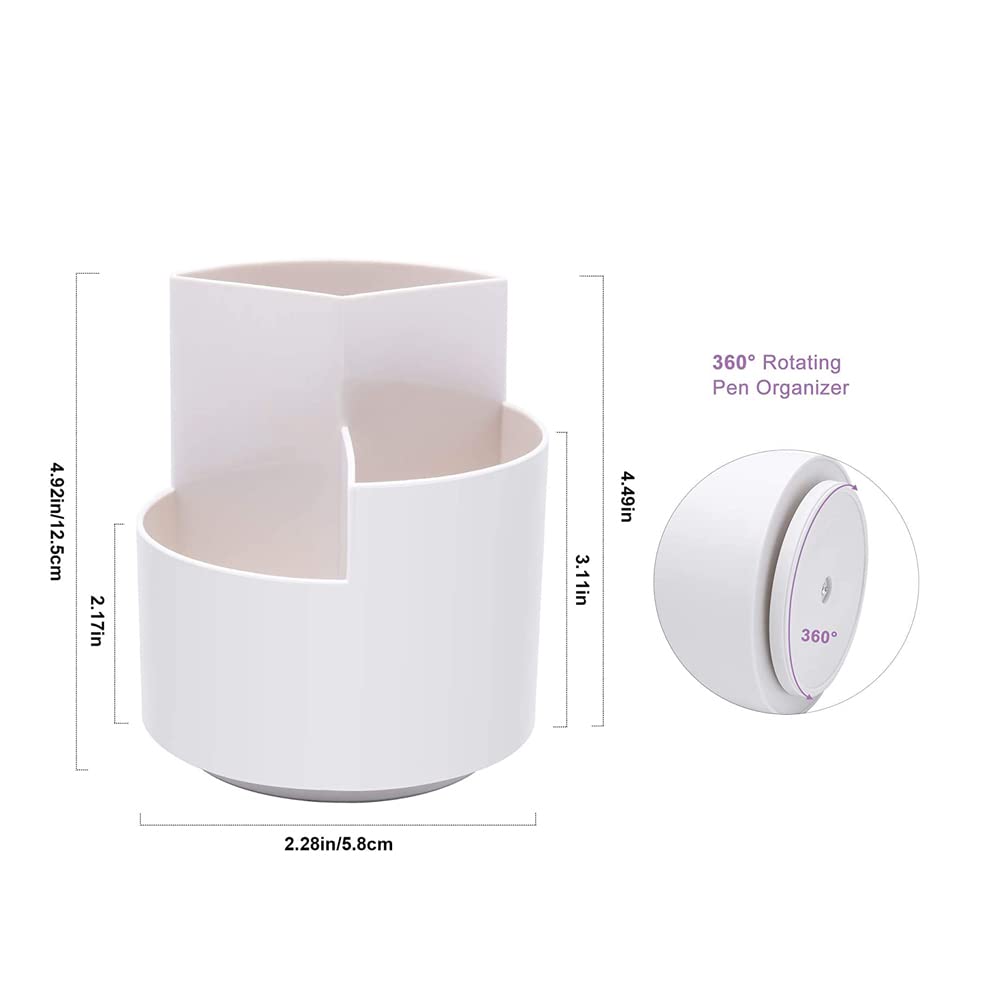 360° Rotating
Pen Organizer
4.92in/12.5cm
2.17in
3.11in
4.49in
360°
2.28in/5.8cm